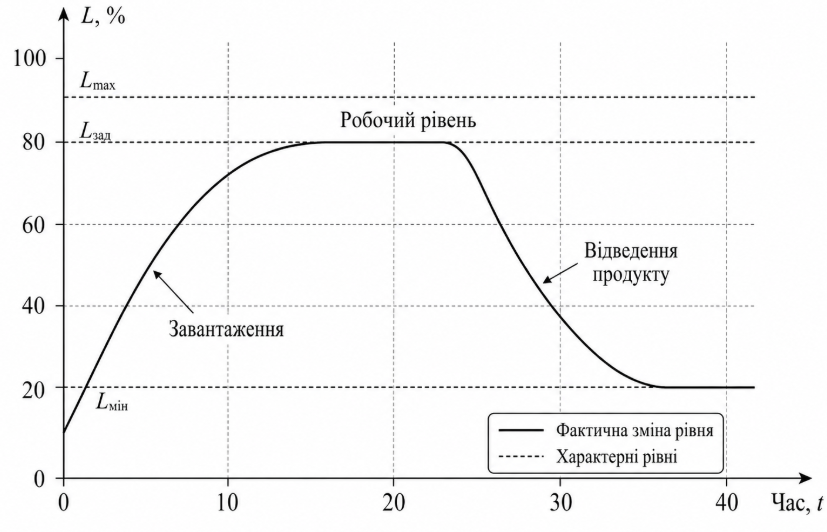 L, %
100
Lmax
Lзад
80
Робочий рівень
60
Відведення
продукту
40
Завантаження
20
Lмін
Фактична зміна рівня
Характерні рівні
0
0
10
20
30
40
Час, t